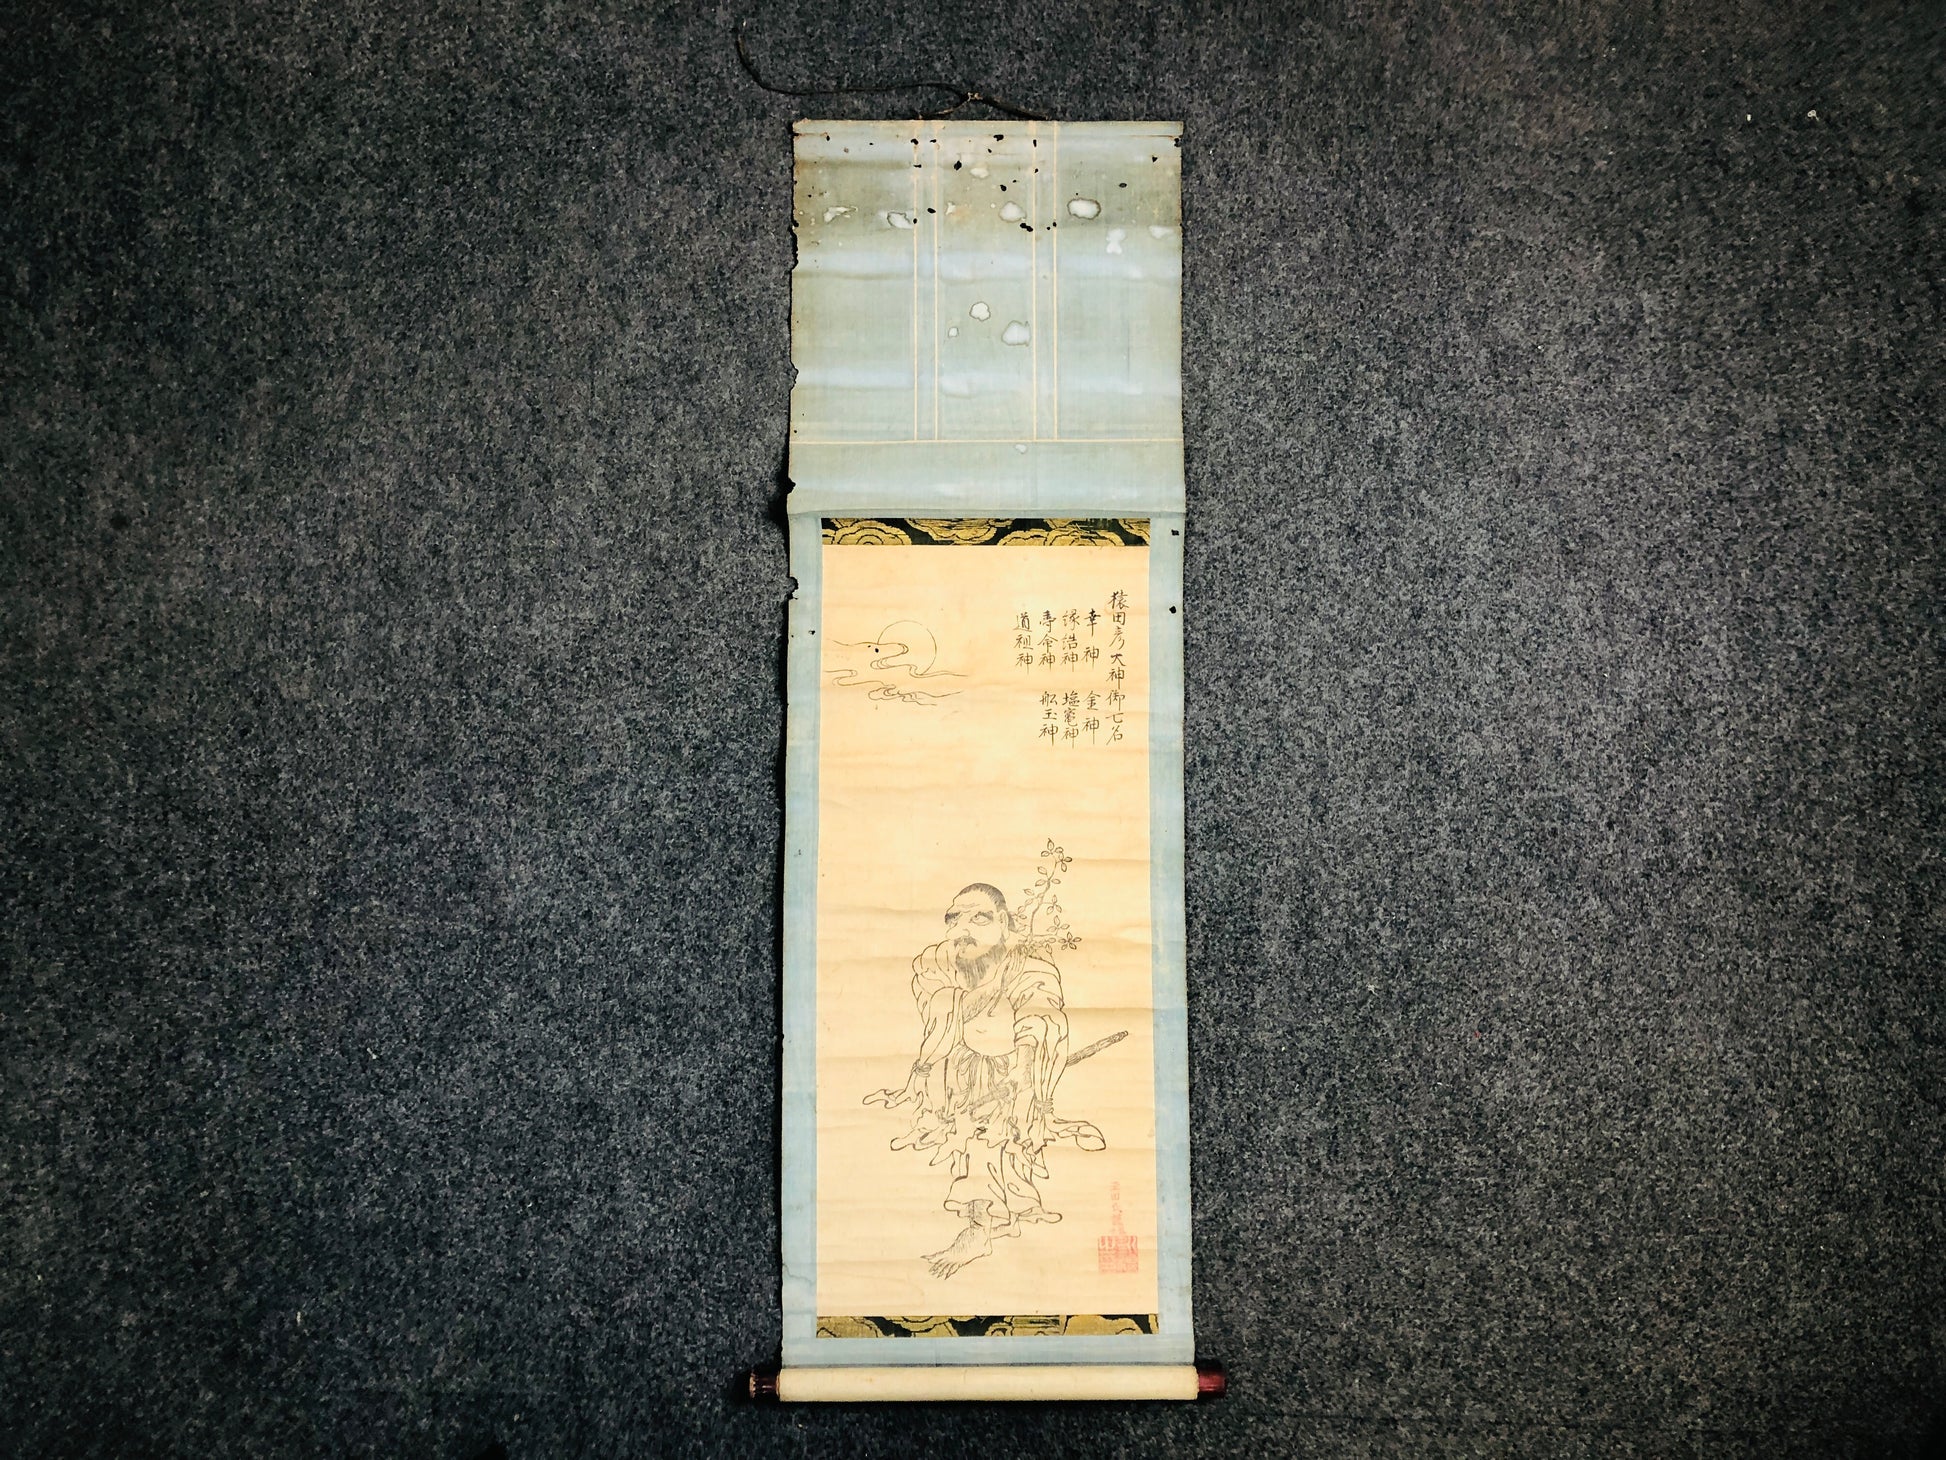 猿田彦大神御七名
幸神 金神
縁結神 塩竈神
寿命神 舩玉神
道祖神